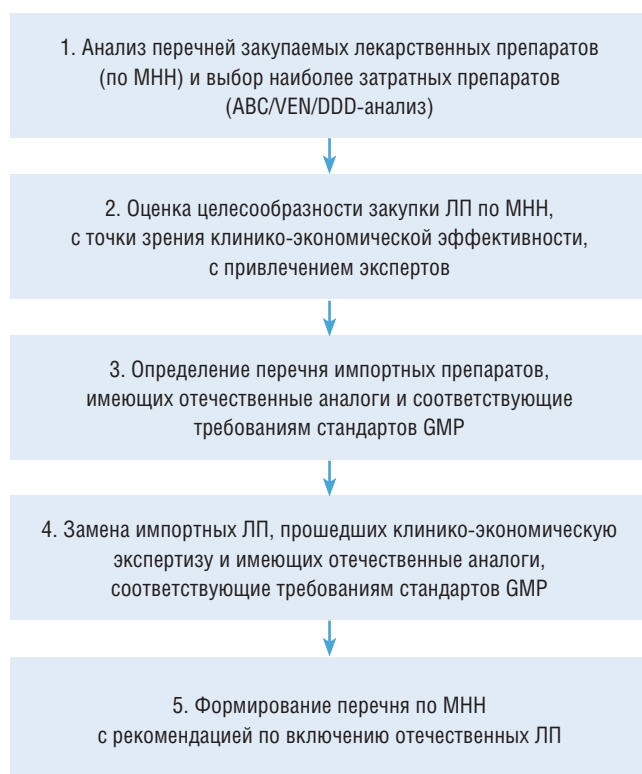 1. Анализ перечней закупаемых лекарственных препаратов
(по МНН) и выбор наиболее затратных препаратов
(ABC/VEN/DDD-анализ)
2. Оценка целесообразности закупки ЛП по МНН,
с точки зрения клинико-экономической эффективности,
с привлечением экспертов
3. Определение перечня импортных препаратов,
имеющих отечественные аналоги и соответствующие
требованиям стандартов GMP
4. Замена импортных ЛП, прошедших клинико-экономическую
экспертизу и имеющих отечественные аналоги,
соответствующие требованиям стандартов GMP
5. Формирование перечня по МНН
с рекомендацией по включению отечественных ЛП